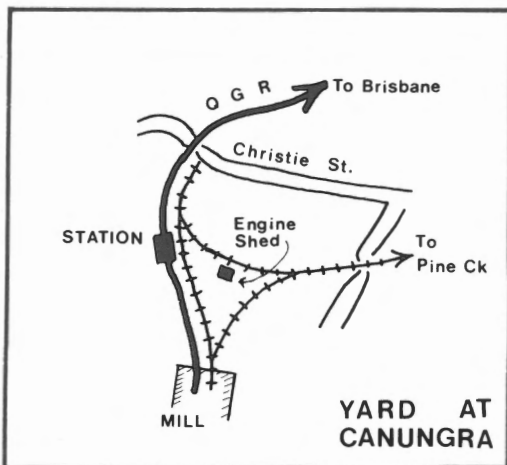 Q G R
To Brisbane
Christie St.
Engine
Shed
STATION
To
Pine Ck
MILL
YARD AT
CANUNGRA